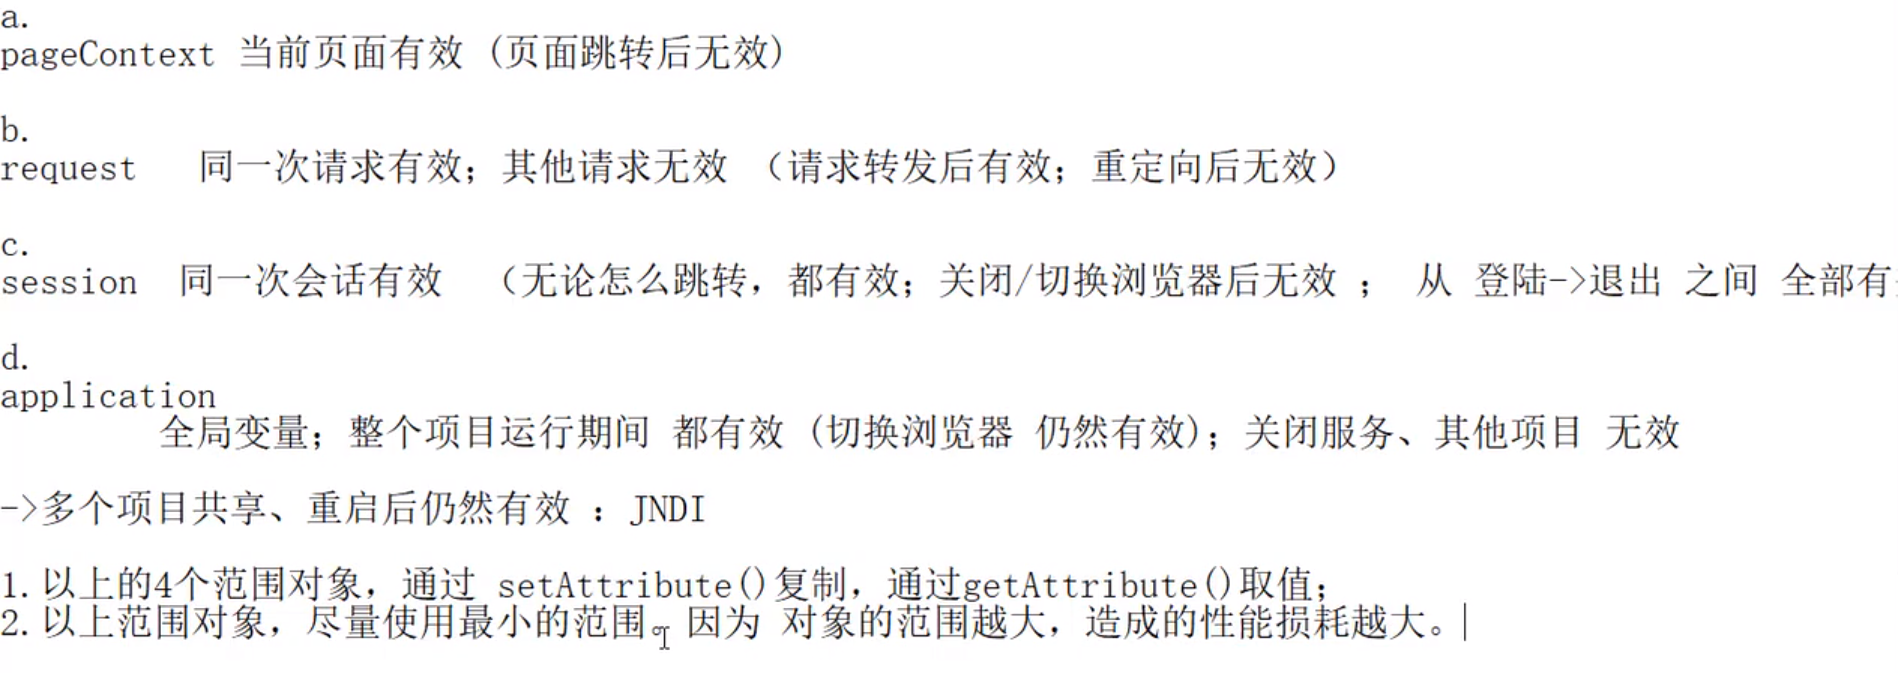 a.
pageContext 当前页面有效 (页面跳转后无效)
b.
request 同一次请求有效；其他请求无效 （请求转发后有效；重定向后无效）
c.
session 同一次会话有效 （无论怎么跳转，都有效；关闭/切换浏览器后无效 ； 从 登陆->退出 之间 全部有
d.
application
全局变量；整个项目运行期间 都有效 (切换浏览器 仍然有效)；关闭服务、其他项目 无效
->多个项目共享、重启后仍然有效 ：JNDI
1.以上的4个范围对象，通过 setAttribute()复制，通过getAttribute()取值；
2.以上范围对象，尽量使用最小的范围。因为 对象的范围越大，造成的性能损耗越大。